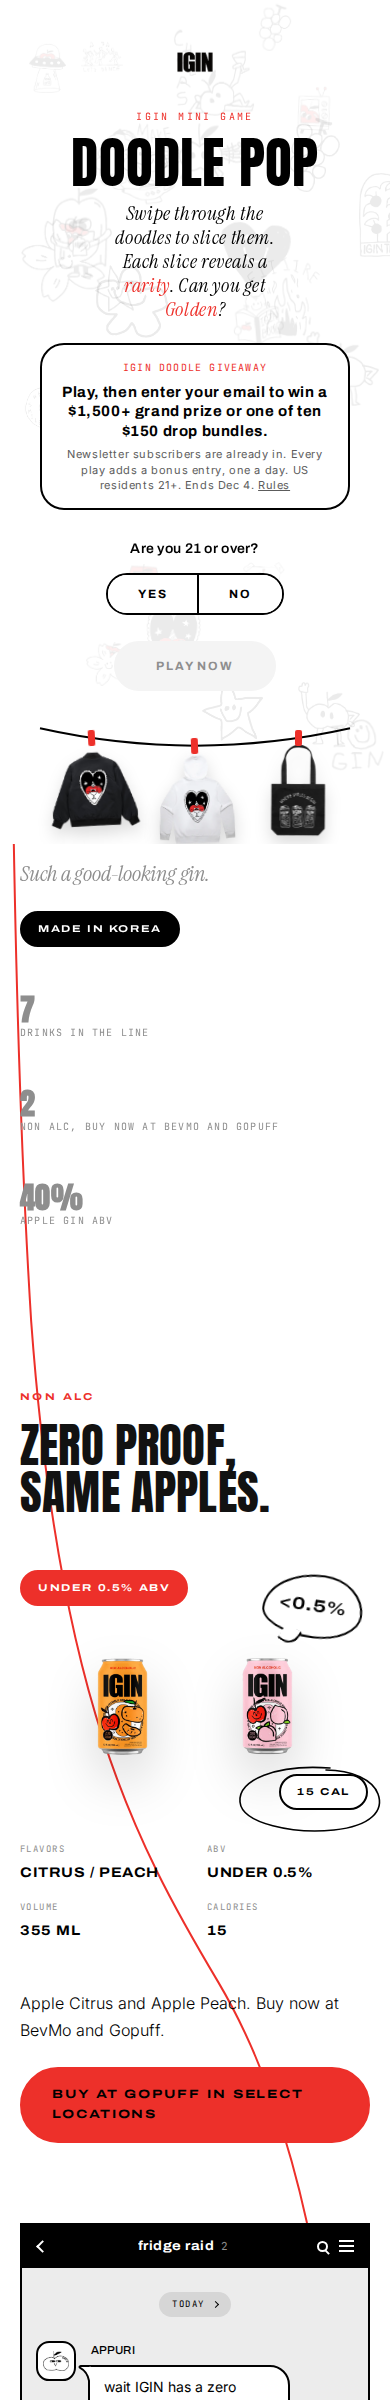 IGIN
IGIN MINI GAME
DOODLE POP
Swipe through the
doodles to slice them.
Each slice reveals a
rarity. Can you get
Golden?
IGIN DOODLE GIVEAWAY
Play, then enter your email to win a
$1,500+ grand prize or one of ten
$150 drop bundles.
Newsletter subscribers are already in. Every
play adds a bonus entry, one a day. US
residents 21+. Ends Dec 4. Rules
Are you 21 or over?
YES NO
PLAY NOW
GIN
Such a good-looking gin.
MADE IN KOREA
7
DRINKS IN THE LINE
2
NON ALC, BUY NOW AT BEVMO AND GOPUFF
40%
APPLE GIN ABV
NON ALC
ZERO PROOF,
SAME APPLES.
UNDER 0.5% ABV
<0.5%
IGIN IGIN
15 CAL
FLAVORS ABV
CITRUS / PEACH UNDER 0.5%
VOLUME CALORIES
355 ML 15
Apple Citrus and Apple Peach. Buy now at
BevMo and Gopuff.
BUY AT GOPUFF IN SELECT
LOCATIONS
fridge raid 2
TODAY
APPURI
wait IGIN has a zero